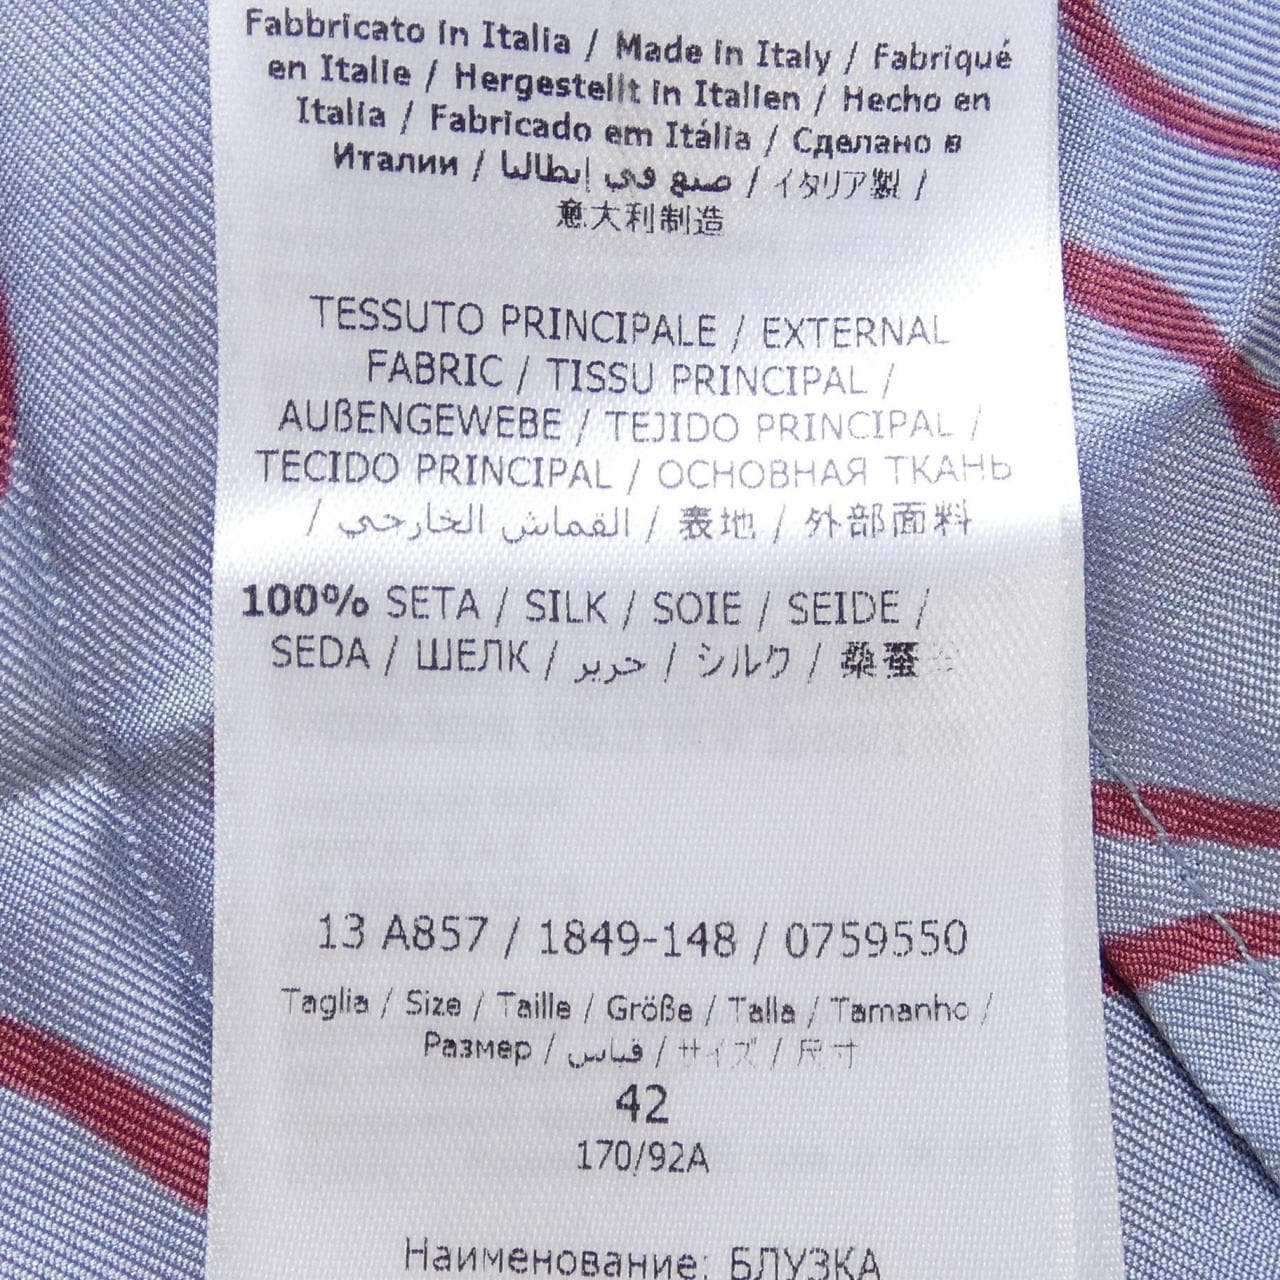 Fabbricato in Italia / Made in Italy / Fabriqué
en Italie / Hergestellt in Italien / Hecho en
Italia / Fabricado em Itália / Сделано в
Италии / صنع في إيطاليا / イタリア製 /
意大利制造
TESSUTO PRINCIPALE / EXTERNAL
FABRIC / TISSU PRINCIPAL /
AUßENGEWEBE / TEJIDO PRINCIPAL /
TECIDO PRINCIPAL / ОСНОВНАЯ ТКАНЬ
/ القماش الخارجي / 表地 / 外部面料
100% SETA / SILK / SOIE / SEIDE /
SEDA / ШЕЛК / حرير / シルク / 桑蚕
13 A857 / 1849-148 / 0759550
Taglia / Size / Taille / Größe / Talla / Tamanho /
Размер / قياس / サイズ / 尺寸
42
170/92A
Наименование: БЛУЗКА